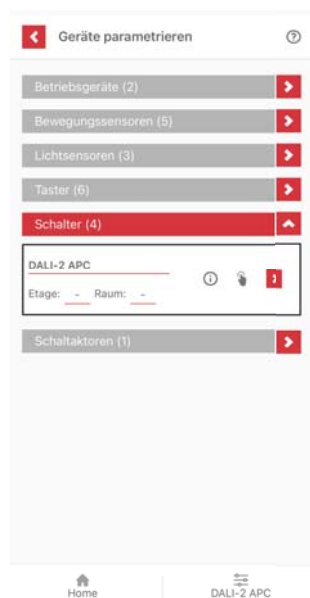 Geräte parametrieren
Betriebsgeräte (2)
Bewegungssensoren (5)
Lichtsensoren (3)
Taster (6)
Schalter (4)
DALI-2 APC
Etage: - Raum: -
Schaltaktoren (1)
Home DALI-2 APC